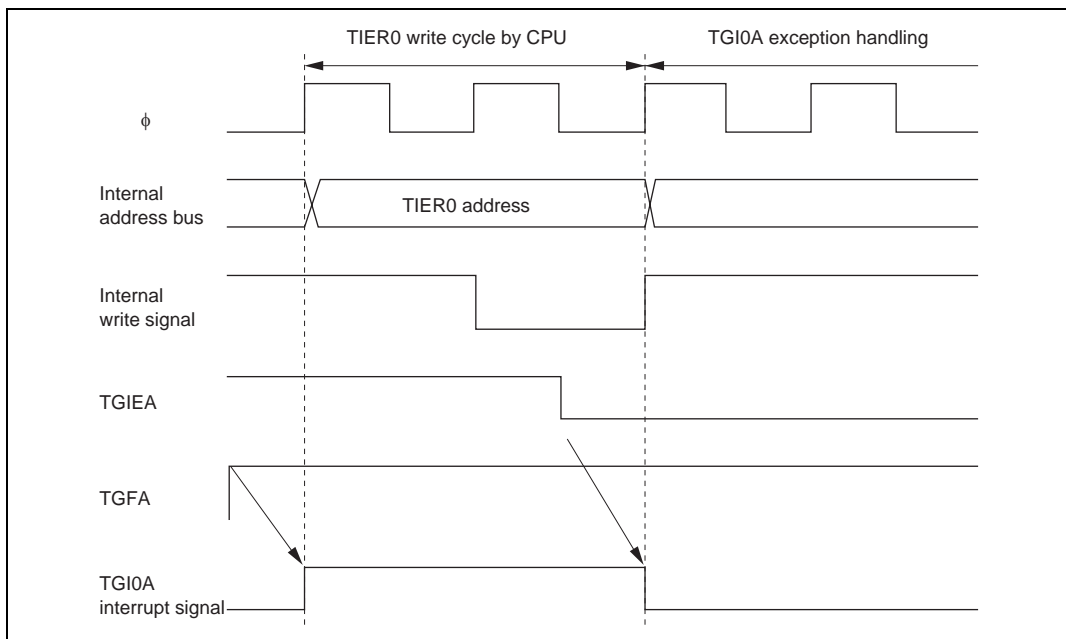 TIER0 write cycle by CPU
TGI0A exception handling
ϕ
Internal
address bus
TIER0 address
Internal
write signal
TGIEA
TGFA
TGI0A
interrupt signal